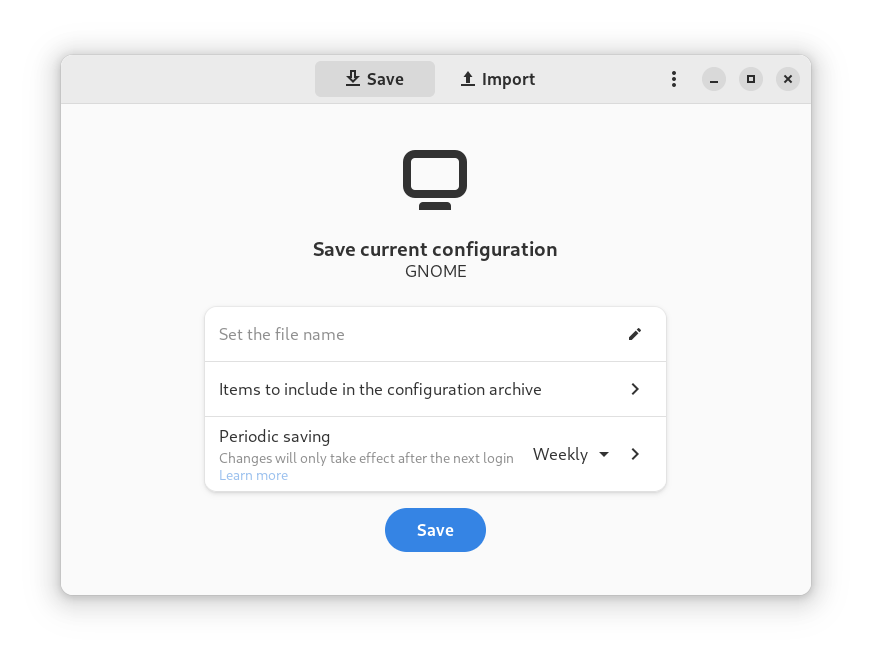 Save
Import
Save current configuration
GNOME
Set the file name
Items to include in the configuration archive
Periodic saving
Changes will only take effect after the next login
Learn more
Weekly
Save